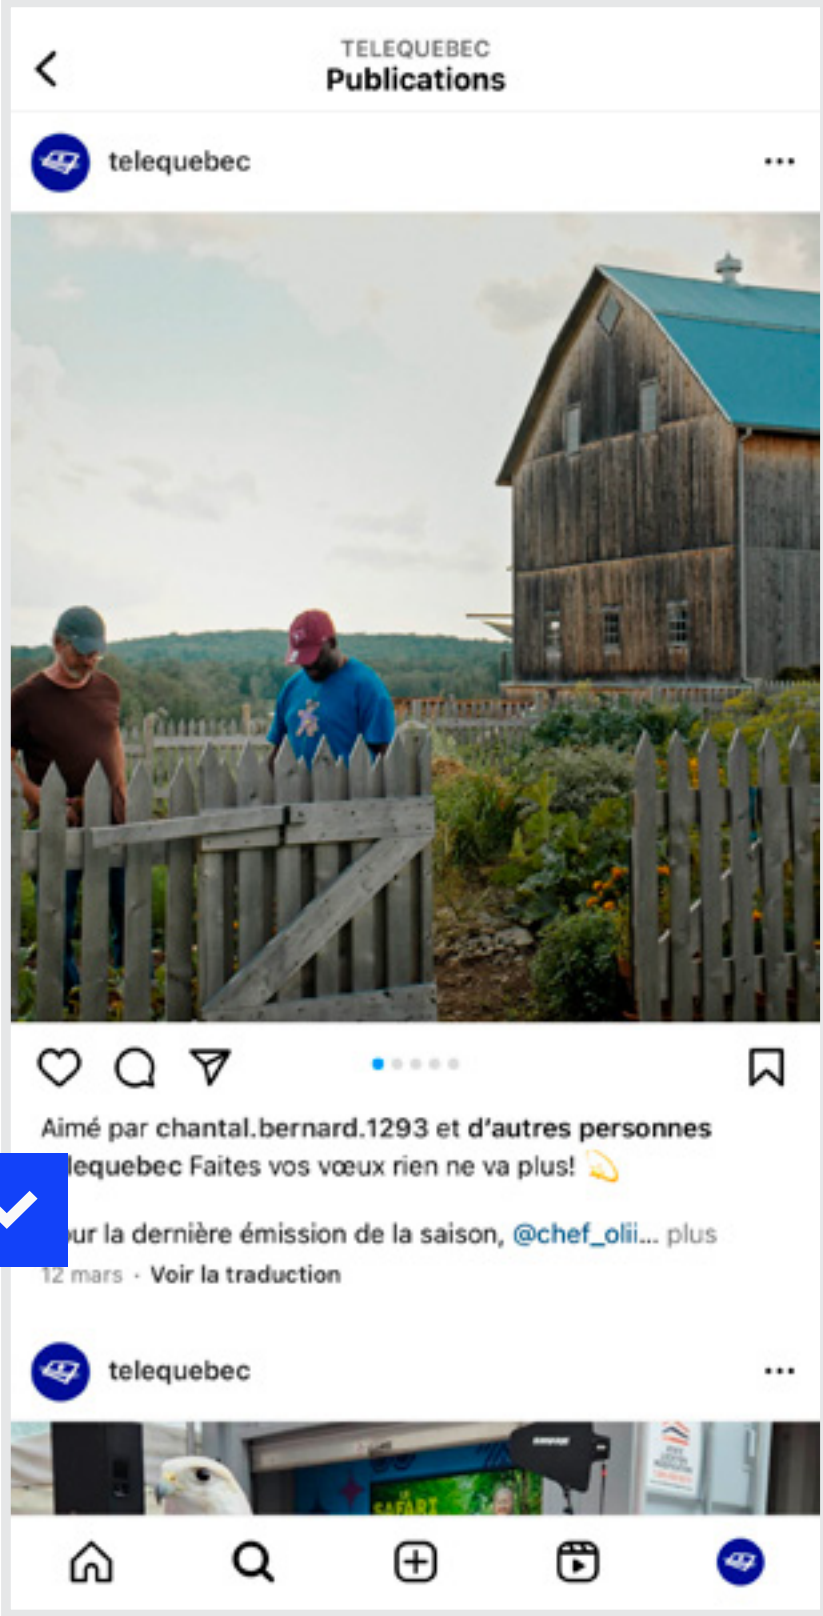 TELEQUEBEC
Publications
telequebec
Aimé par chantal.bernard.1293 et d'autres personnes
lequebec Faites vos vœux rien ne va plus! 💫
ur la dernière émission de la saison, @chef_olii... plus
12 mars · Voir la traduction
telequebec
SHURE
SAFARI